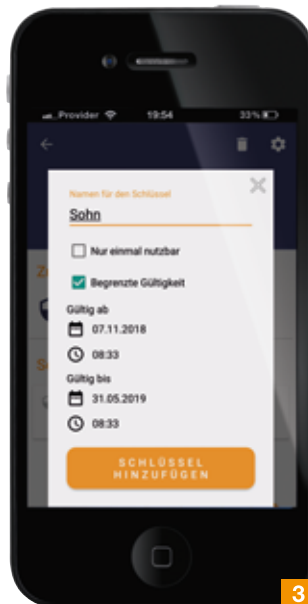 Provider 19:54 33%
Namen für den Schlüssel
Sohn
Nur einmal nutzbar
Begrenzte Gültigkeit
Gültig ab
07.11.2018
08:33
Gültig bis
31.05.2019
08:33
SCHLÜSSEL
HINZUFÜGEN
3